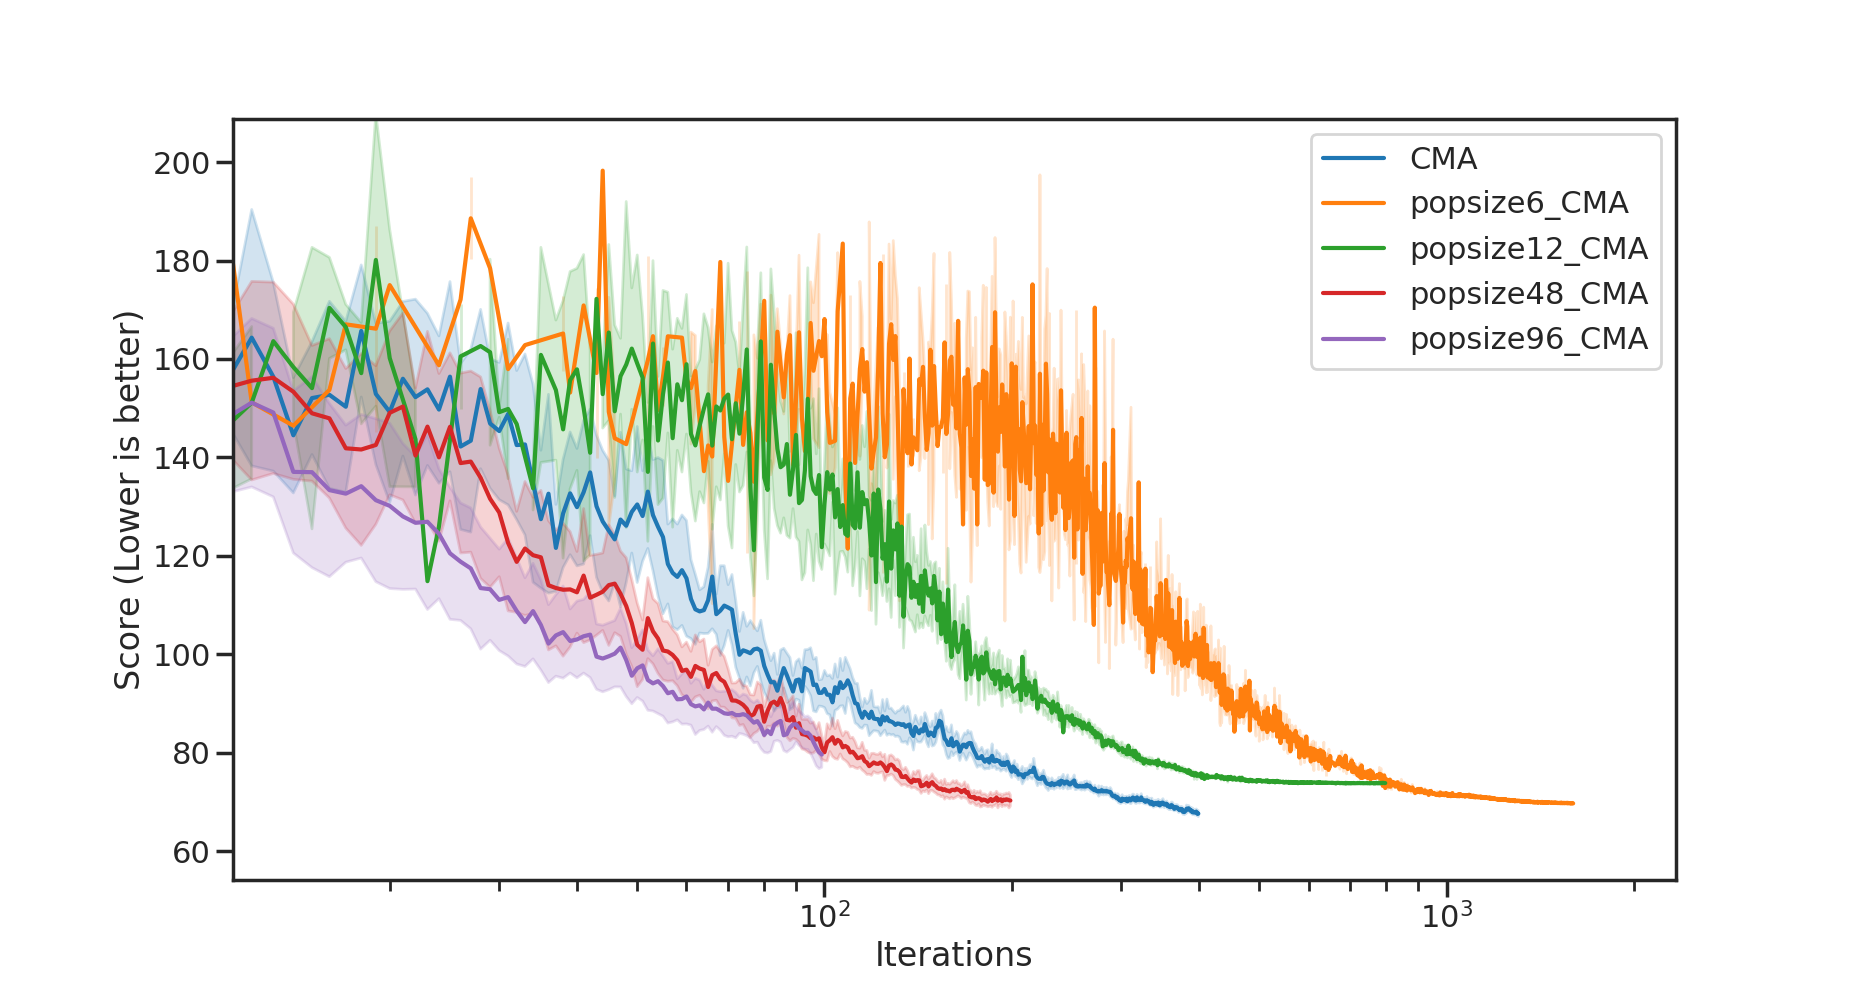 200
180
160
140
120
100
80
60
Score (Lower is better)
CMA
popsize6_CMA
popsize12_CMA
popsize48_CMA
popsize96_CMA
10²
10³
Iterations